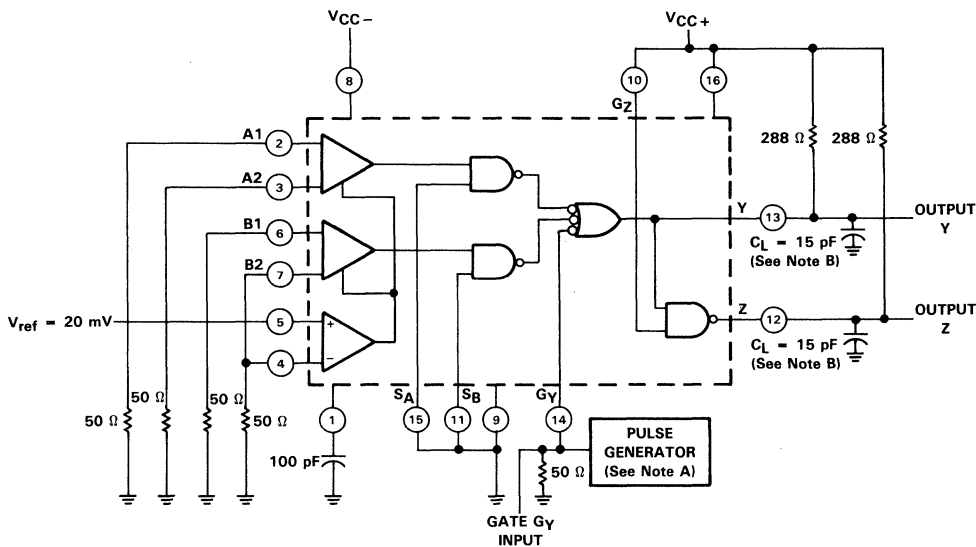 VCC−
VCC+
8
10
16
GZ
A1
2
288 Ω
288 Ω
A2
3
Y
13
OUTPUT
Y
B1
6
CL = 15 pF
(See Note B)
B2
7
Vref = 20 mV
5
+
Z
12
OUTPUT
Z
4
−
CL = 15 pF
(See Note B)
SA
SB
GY
50 Ω
50 Ω
50 Ω
50 Ω
1
15
11
9
14
PULSE
GENERATOR
(See Note A)
100 pF
50 Ω
GATE GY
INPUT